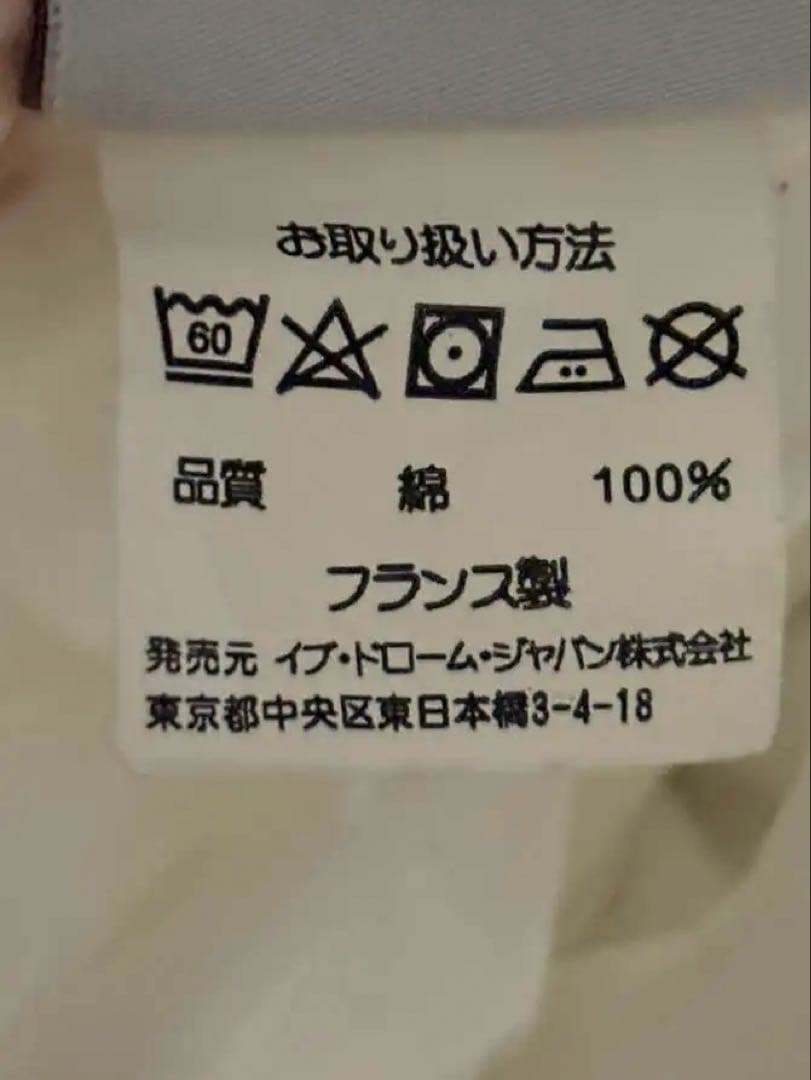 お取り扱い方法
60
品質 綿 100%
フランス製
発売元 イブ・ドローム・ジャパン株式会社
東京都中央区東日本橋3-4-18